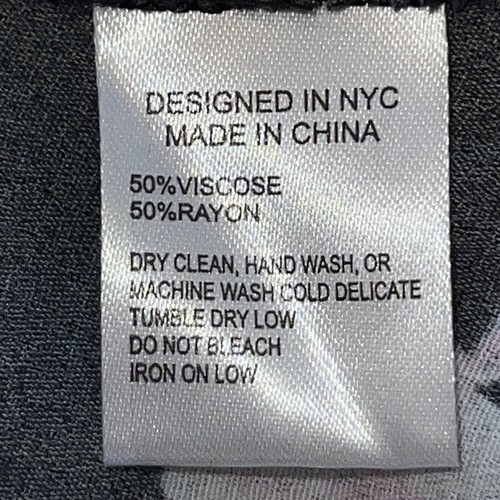 DESIGNED IN NYC
MADE IN CHINA
50%VISCOSE
50%RAYON
DRY CLEAN, HAND WASH, OR
MACHINE WASH COLD DELICATE
TUMBLE DRY LOW
DO NOT BLEACH
IRON ON LOW